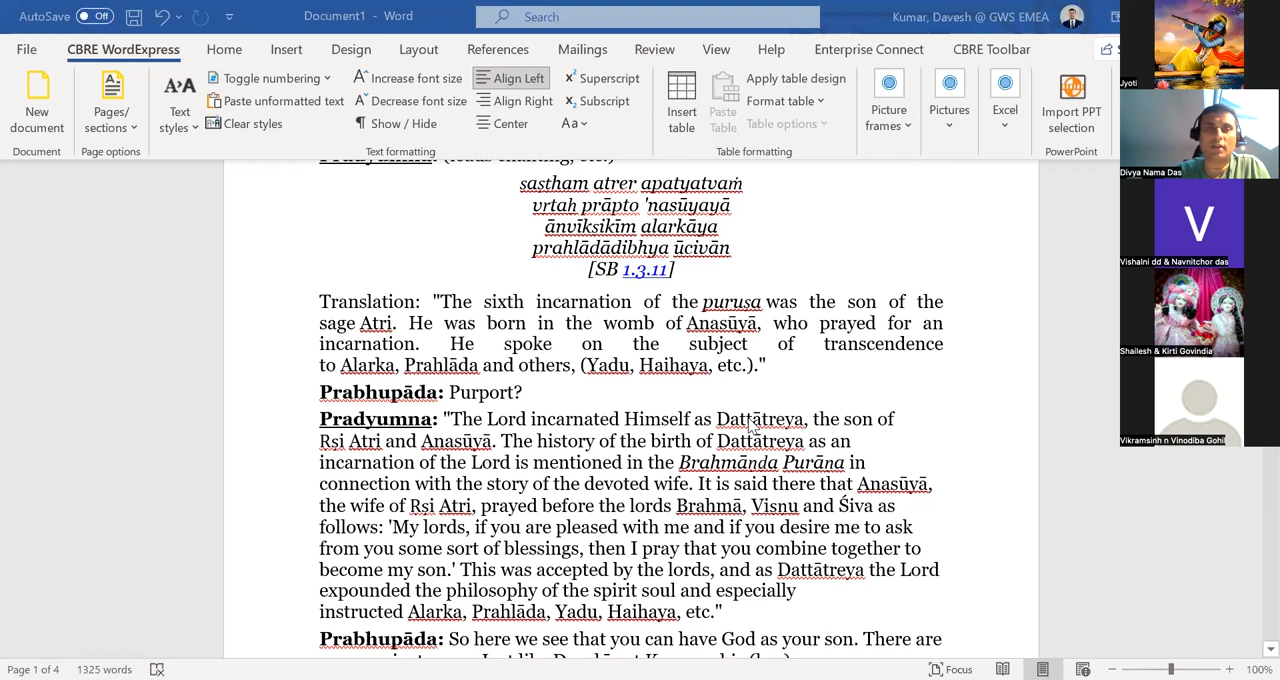 AutoSave Off Document1 - Word Search Kumar, Davesh @ GWS EMEA
File CBRE WordExpress Home Insert Design Layout References Mailings Review View Help Enterprise Connect CBRE Toolbar
New document
Pages/ sections
Text styles
Toggle numbering
Paste unformatted text
Clear styles
Increase font size
Decrease font size
Show / Hide
Align Left
Align Right
Center
Superscript
Subscript
Aa
Insert table
Paste Table
Apply table design
Format table
Table options
Picture frames
Pictures
Excel
Import PPT selection
Document Page options Text formatting Table formatting PowerPoint
sastham atrer apatyatvaṁ
vrtah prāpto 'nasūyayā
ānvīksikīm alarkāya
prahlādādibhya ūcivān
[SB 1.3.11]
Translation: "The sixth incarnation of the purusa was the son of the
sage Atri. He was born in the womb of Anasūyā, who prayed for an
incarnation. He spoke on the subject of transcendence
to Alarka, Prahlāda and others, (Yadu, Haihaya, etc.)."
Prabhupāda: Purport?
Pradyumna: "The Lord incarnated Himself as Dattātreya, the son of
Rsi Atri and Anasūyā. The history of the birth of Dattātreya as an
incarnation of the Lord is mentioned in the Brahmānda Purāna in
connection with the story of the devoted wife. It is said there that Anasūyā,
the wife of Rsi Atri, prayed before the lords Brahmā, Visnu and Śiva as
follows: 'My lords, if you are pleased with me and if you desire me to ask
from you some sort of blessings, then I pray that you combine together to
become my son.' This was accepted by the lords, and as Dattātreya the Lord
expounded the philosophy of the spirit soul and especially
instructed Alarka, Prahlāda, Yadu, Haihaya, etc."
Prabhupāda: So here we see that you can have God as your son. There are
Page 1 of 4 1325 words Focus 100%
Jyoti
Divya Nama Das
V
Vishalni dd & Navnitchor das
Shailesh & Kirti Govindia
Vikramsinh n Vinodiba Gohil